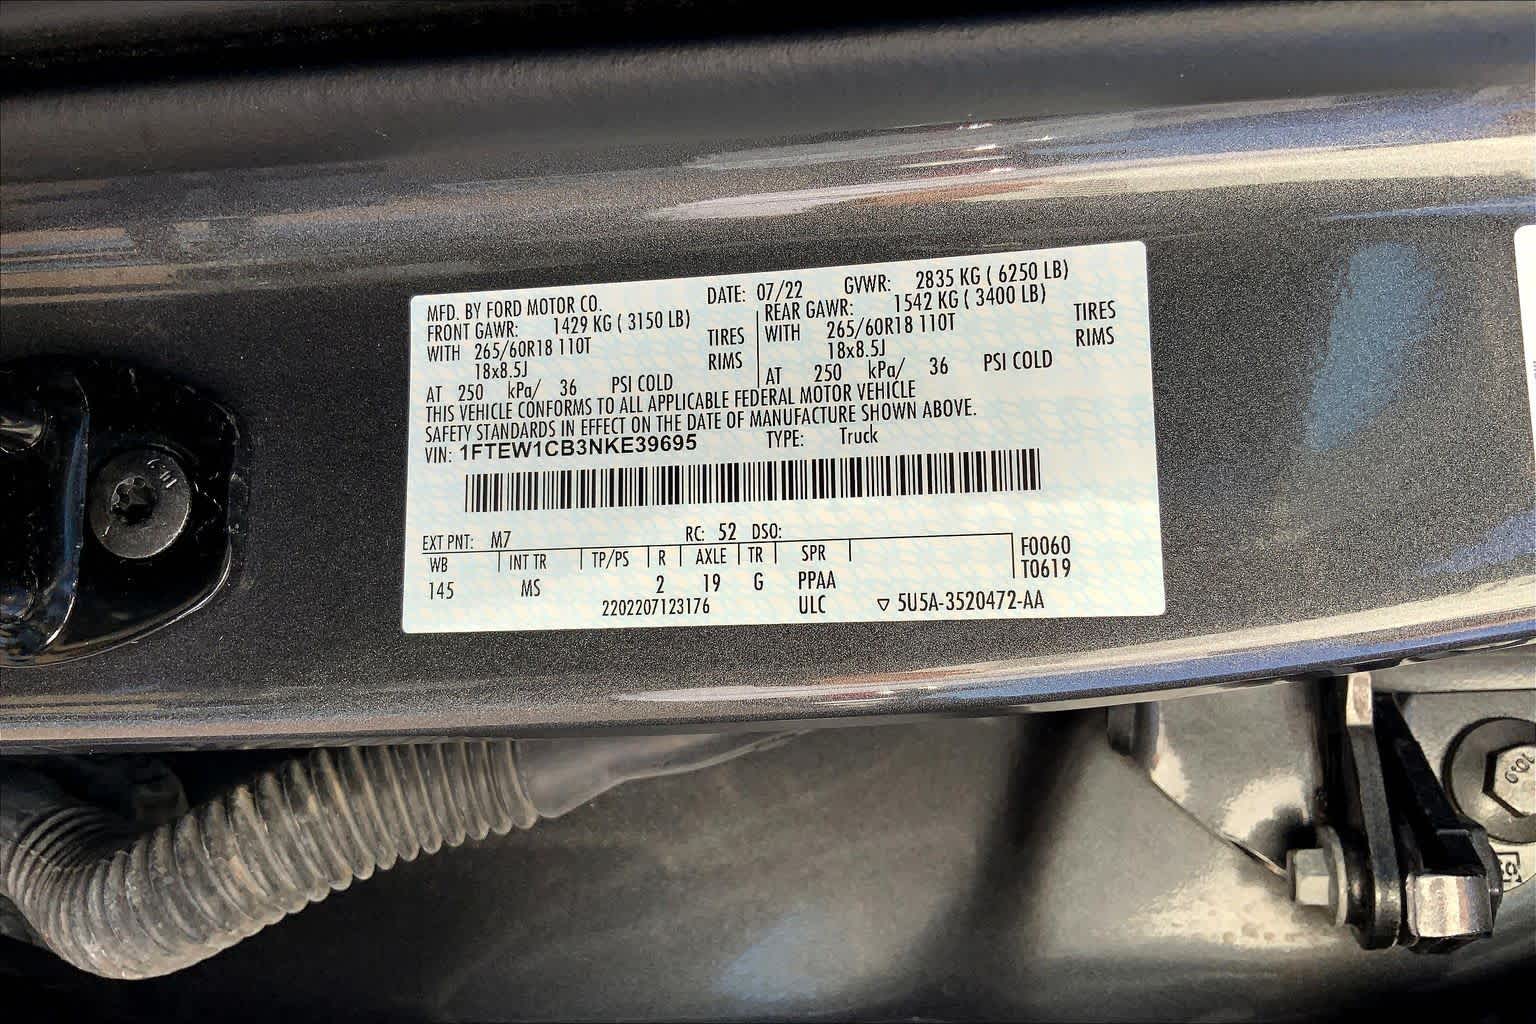 MFD. BY FORD MOTOR CO. DATE: 07/22 GVWR: 2835 KG ( 6250 LB)
FRONT GAWR: 1429 KG ( 3150 LB) REAR GAWR: 1542 KG ( 3400 LB)
WITH 265/60R18 110T TIRES WITH 265/60R18 110T TIRES
18x8.5J RIMS 18x8.5J RIMS
AT 250 kPa/ 36 PSI COLD AT 250 kPa/ 36 PSI COLD
THIS VEHICLE CONFORMS TO ALL APPLICABLE FEDERAL MOTOR VEHICLE
SAFETY STANDARDS IN EFFECT ON THE DATE OF MANUFACTURE SHOWN ABOVE.
VIN: 1FTEW1CB3NKE39695 TYPE: Truck
EXT PNT: M7 RC: 52 DSO:
WB INT TR TP/PS R AXLE TR SPR F0060
145 MS 2 19 G PPAA T0619
2202207123176 ULC ▽ 5U5A-3520472-AA
10.9